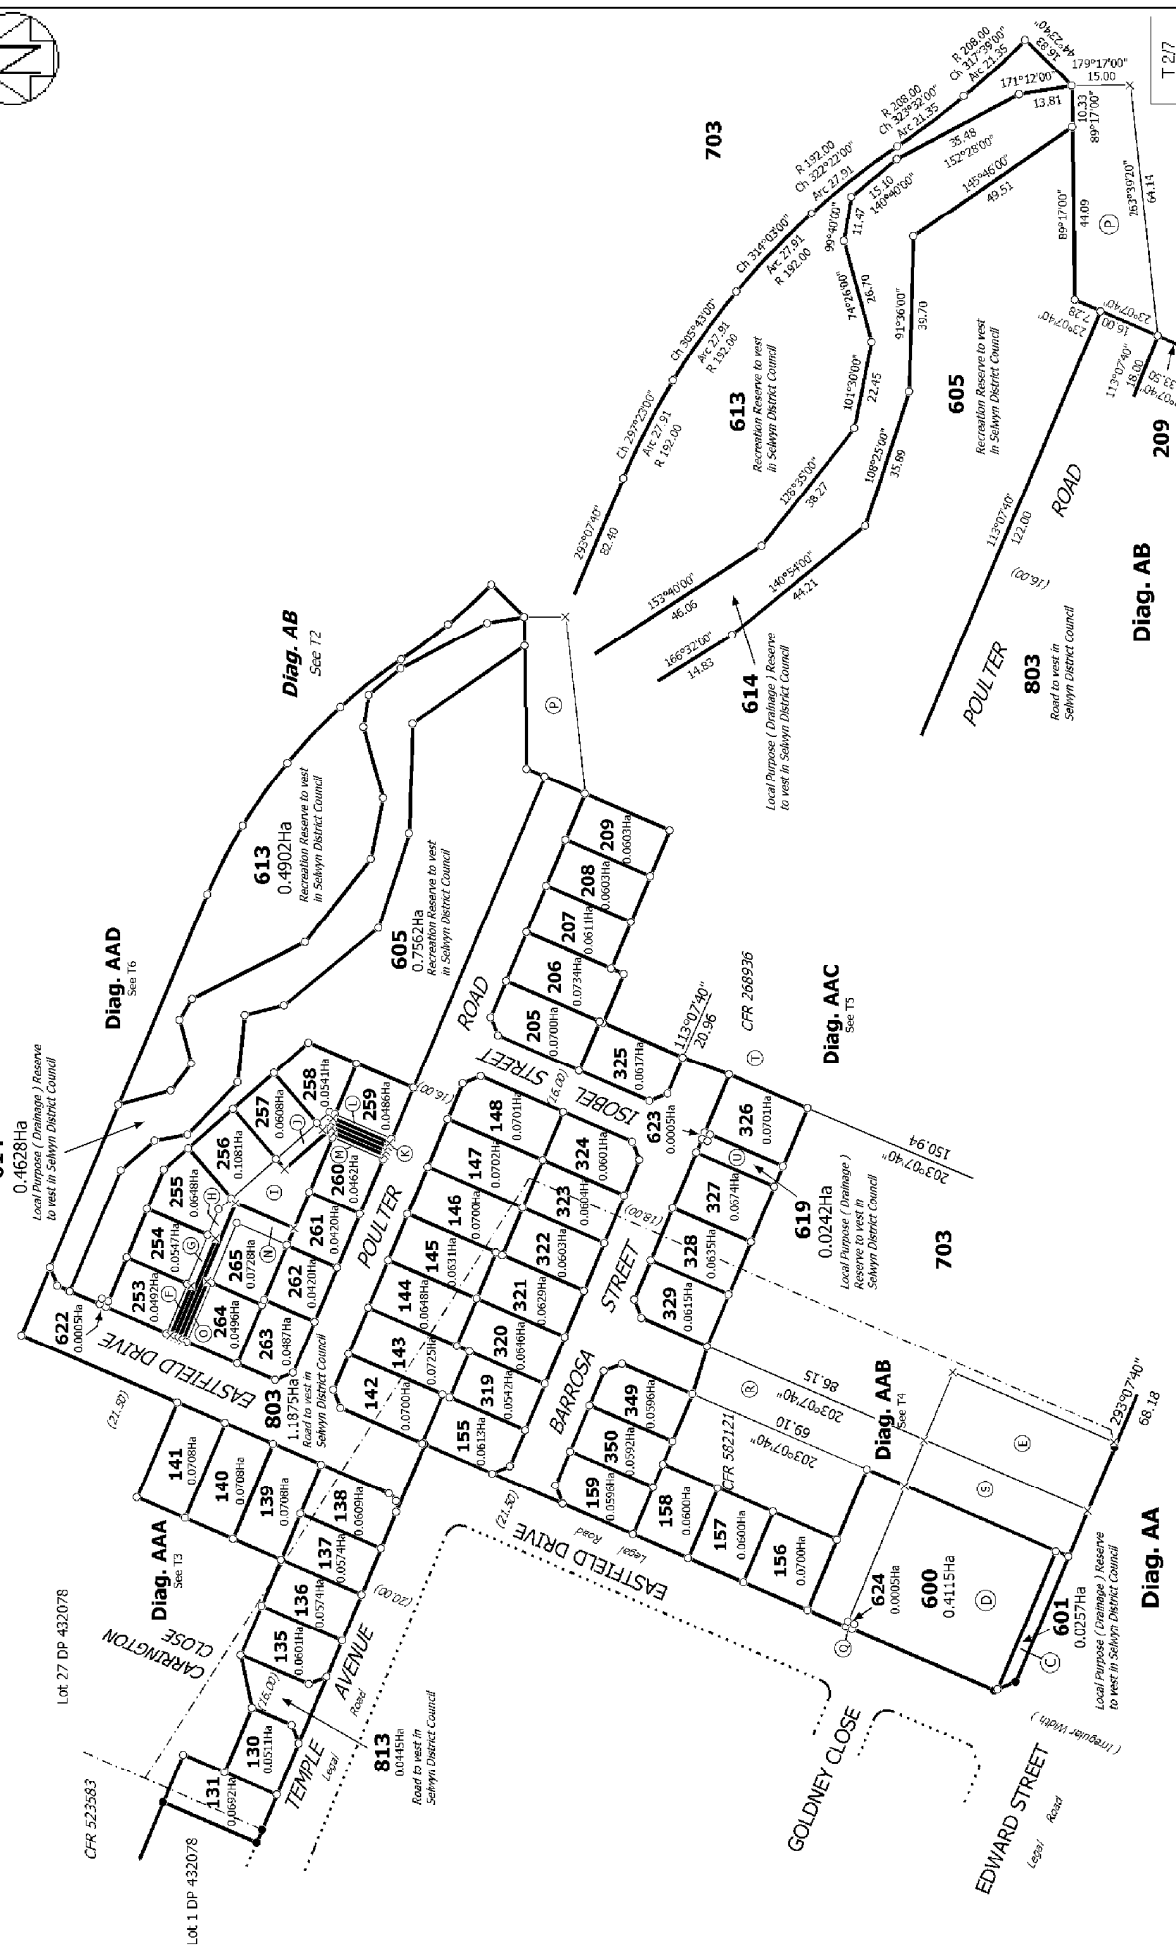 N
T 2/7
703
R 208.00
Ch 317°39'00"
Arc 21.35
44°23'40"
16.83
179°17'00"
15.00
R 208.00
Ch 323°32'00"
Arc 21.35
171°12'00"
13.81
10.33
89°17'00"
R 192.00
Ch 322°22'00"
Arc 27.91
35.48
152°28'00"
15.10
140°40'00"
145°46'00"
49.51
Ch 314°03'00"
Arc 27.91
R 192.00
99°40'00"
11.47
89°17'00"
44.09
263°39'20"
64.14
P
Ch 305°43'00"
Arc 27.91
R 192.00
74°26'00"
26.70
91°36'00"
39.70
23°07'40"
7.28
23°07'40"
16.00
Ch 297°23'00"
Arc 27.91
R 192.00
613
Recreation Reserve to vest
in Selwyn District Council
101°30'00"
22.45
605
Recreation Reserve to vest
in Selwyn District Council
113°07'40"
18.00
209
293°07'40"
82.40
128°35'00"
38.27
108°25'00"
35.89
113°07'40"
122.00
ROAD
(16.00)
153°40'00"
46.06
140°54'00"
44.21
166°32'00"
14.83
614
Local Purpose ( Drainage ) Reserve
to vest in Selwyn District Council
POULTER
803
Road to vest in
Selwyn District Council
Diag. AB
Diag. AB
See T2
P
613
0.4902Ha
Recreation Reserve to vest
in Selwyn District Council
605
0.7562Ha
Recreation Reserve to vest
in Selwyn District Council
Diag. AAD
See T6
0.4628Ha
Local Purpose ( Drainage ) Reserve
to vest in Selwyn District Council
209
0.0603Ha
208
0.0603Ha
207
0.0611Ha
206
0.0734Ha
205
0.0700Ha
325
0.0617Ha
113°07'40"
20.96
CFR 268936
T
Diag. AAC
See T5
ROAD
ISOBEL STREET
(16.00)
(16.00)
623
0.0005Ha
326
0.0701Ha
203°07'40"
150.94
258
0.0541Ha
259
0.0486Ha
257
0.0608Ha
256
0.1081Ha
255
0.0648Ha
254
0.0547Ha
253
0.0492Ha
622
0.0005Ha
F
G
H
I
J
K
L
M
N
O
260
0.0462Ha
261
0.0420Ha
262
0.0420Ha
263
0.0487Ha
264
0.0496Ha
265
0.0728Ha
POULTER
148
0.0701Ha
147
0.0702Ha
146
0.0700Ha
145
0.0631Ha
144
0.0648Ha
143
0.0725Ha
142
0.0700Ha
324
0.0601Ha
323
0.0604Ha
322
0.0603Ha
321
0.0629Ha
320
0.0646Ha
319
0.0542Ha
155
0.0613Ha
(18.00)
U
327
0.0674Ha
328
0.0635Ha
329
0.0615Ha
619
0.0242Ha
Local Purpose ( Drainage )
Reserve to vest in
Selwyn District Council
703
BARROSA STREET
EASTFIELD DRIVE
(21.50)
803
1.1875Ha
Road to vest in
Selwyn District Council
141
0.0708Ha
140
0.0708Ha
139
0.0708Ha
138
0.0609Ha
137
0.0574Ha
136
0.0574Ha
135
0.0601Ha
130
0.0511Ha
131
0.0692Ha
Diag. AAA
See T3
Lot 27 DP 432078
CFR 523583
Lot 1 DP 432078
CARRINGTON
CLOSE
(16.00)
TEMPLE AVENUE
Legal Road
(20.00)
813
0.0445Ha
Road to vest in
Selwyn District Council
(21.50)
EASTFIELD DRIVE
Legal Road
349
0.0596Ha
350
0.0592Ha
159
0.0596Ha
158
0.0600Ha
157
0.0600Ha
156
0.0700Ha
CFR 582121
R
203°07'40"
86.15
203°07'40"
69.10
Diag. AAB
See T4
E
S
293°07'40"
68.18
624
0.0005Ha
Q
600
0.4115Ha
D
601
0.0257Ha
C
Local Purpose ( Drainage ) Reserve
to vest in Selwyn District Council
Diag. AA
GOLDNEY CLOSE
EDWARD STREET
Legal Road
( Irregular Width )